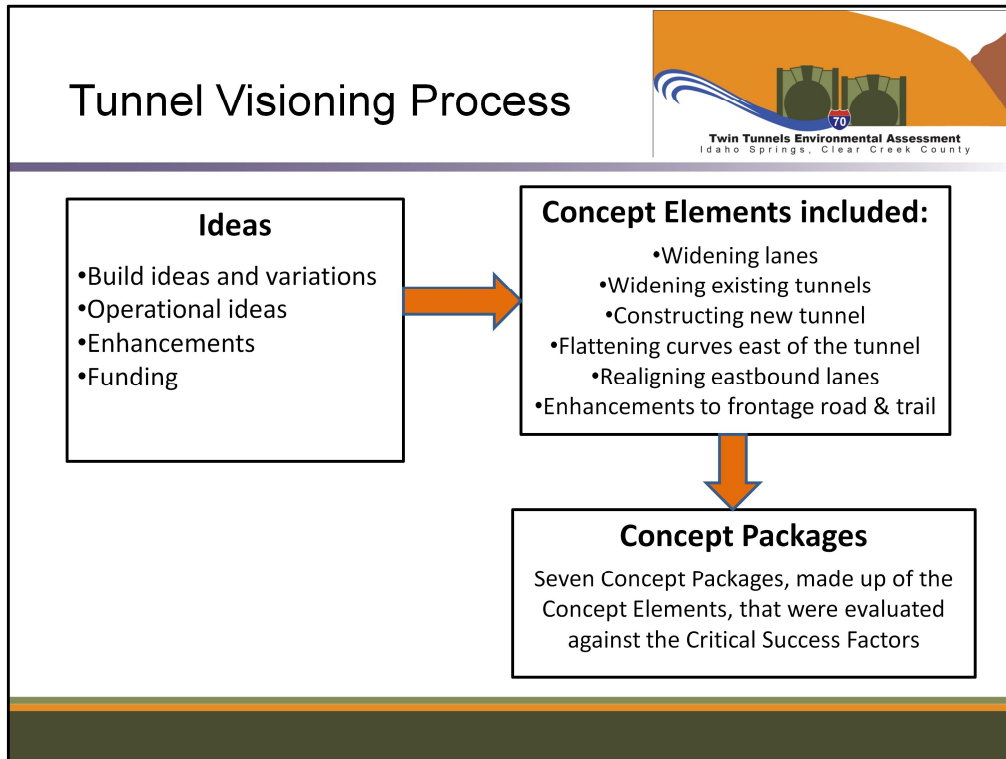 Tunnel Visioning Process
70
Twin Tunnels Environmental Assessment
Idaho Springs, Clear Creek County
Ideas
•Build ideas and variations
•Operational ideas
•Enhancements
•Funding
Concept Elements included:
•Widening lanes
•Widening existing tunnels
•Constructing new tunnel
•Flattening curves east of the tunnel
•Realigning eastbound lanes
•Enhancements to frontage road & trail
Concept Packages
Seven Concept Packages, made up of the
Concept Elements, that were evaluated
against the Critical Success Factors